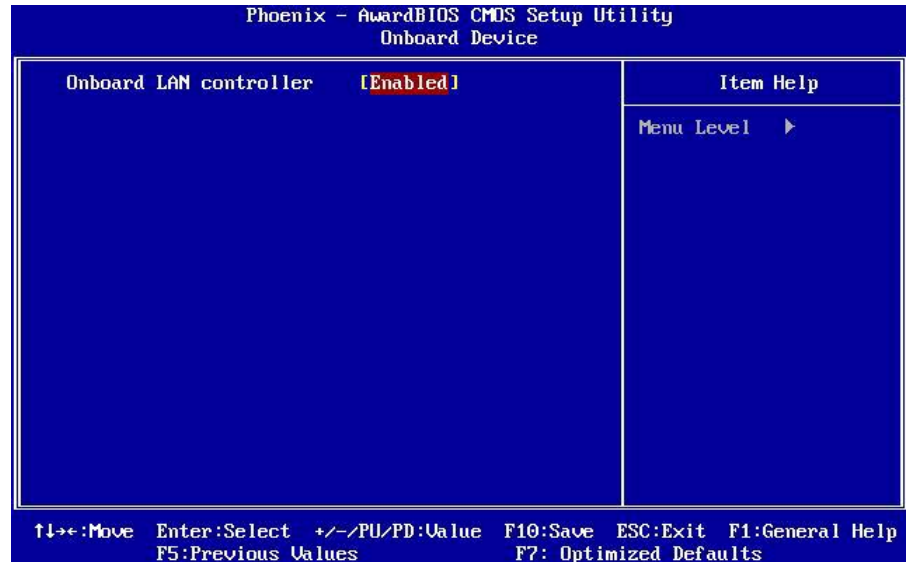 Phoenix - AwardBIOS CMOS Setup Utility
Onboard Device
Onboard LAN controller [Enabled]
Item Help
Menu Level ▶
↑↓→←:Move Enter:Select +/-/PU/PD:Value F10:Save ESC:Exit F1:General Help
F5:Previous Values F7: Optimized Defaults